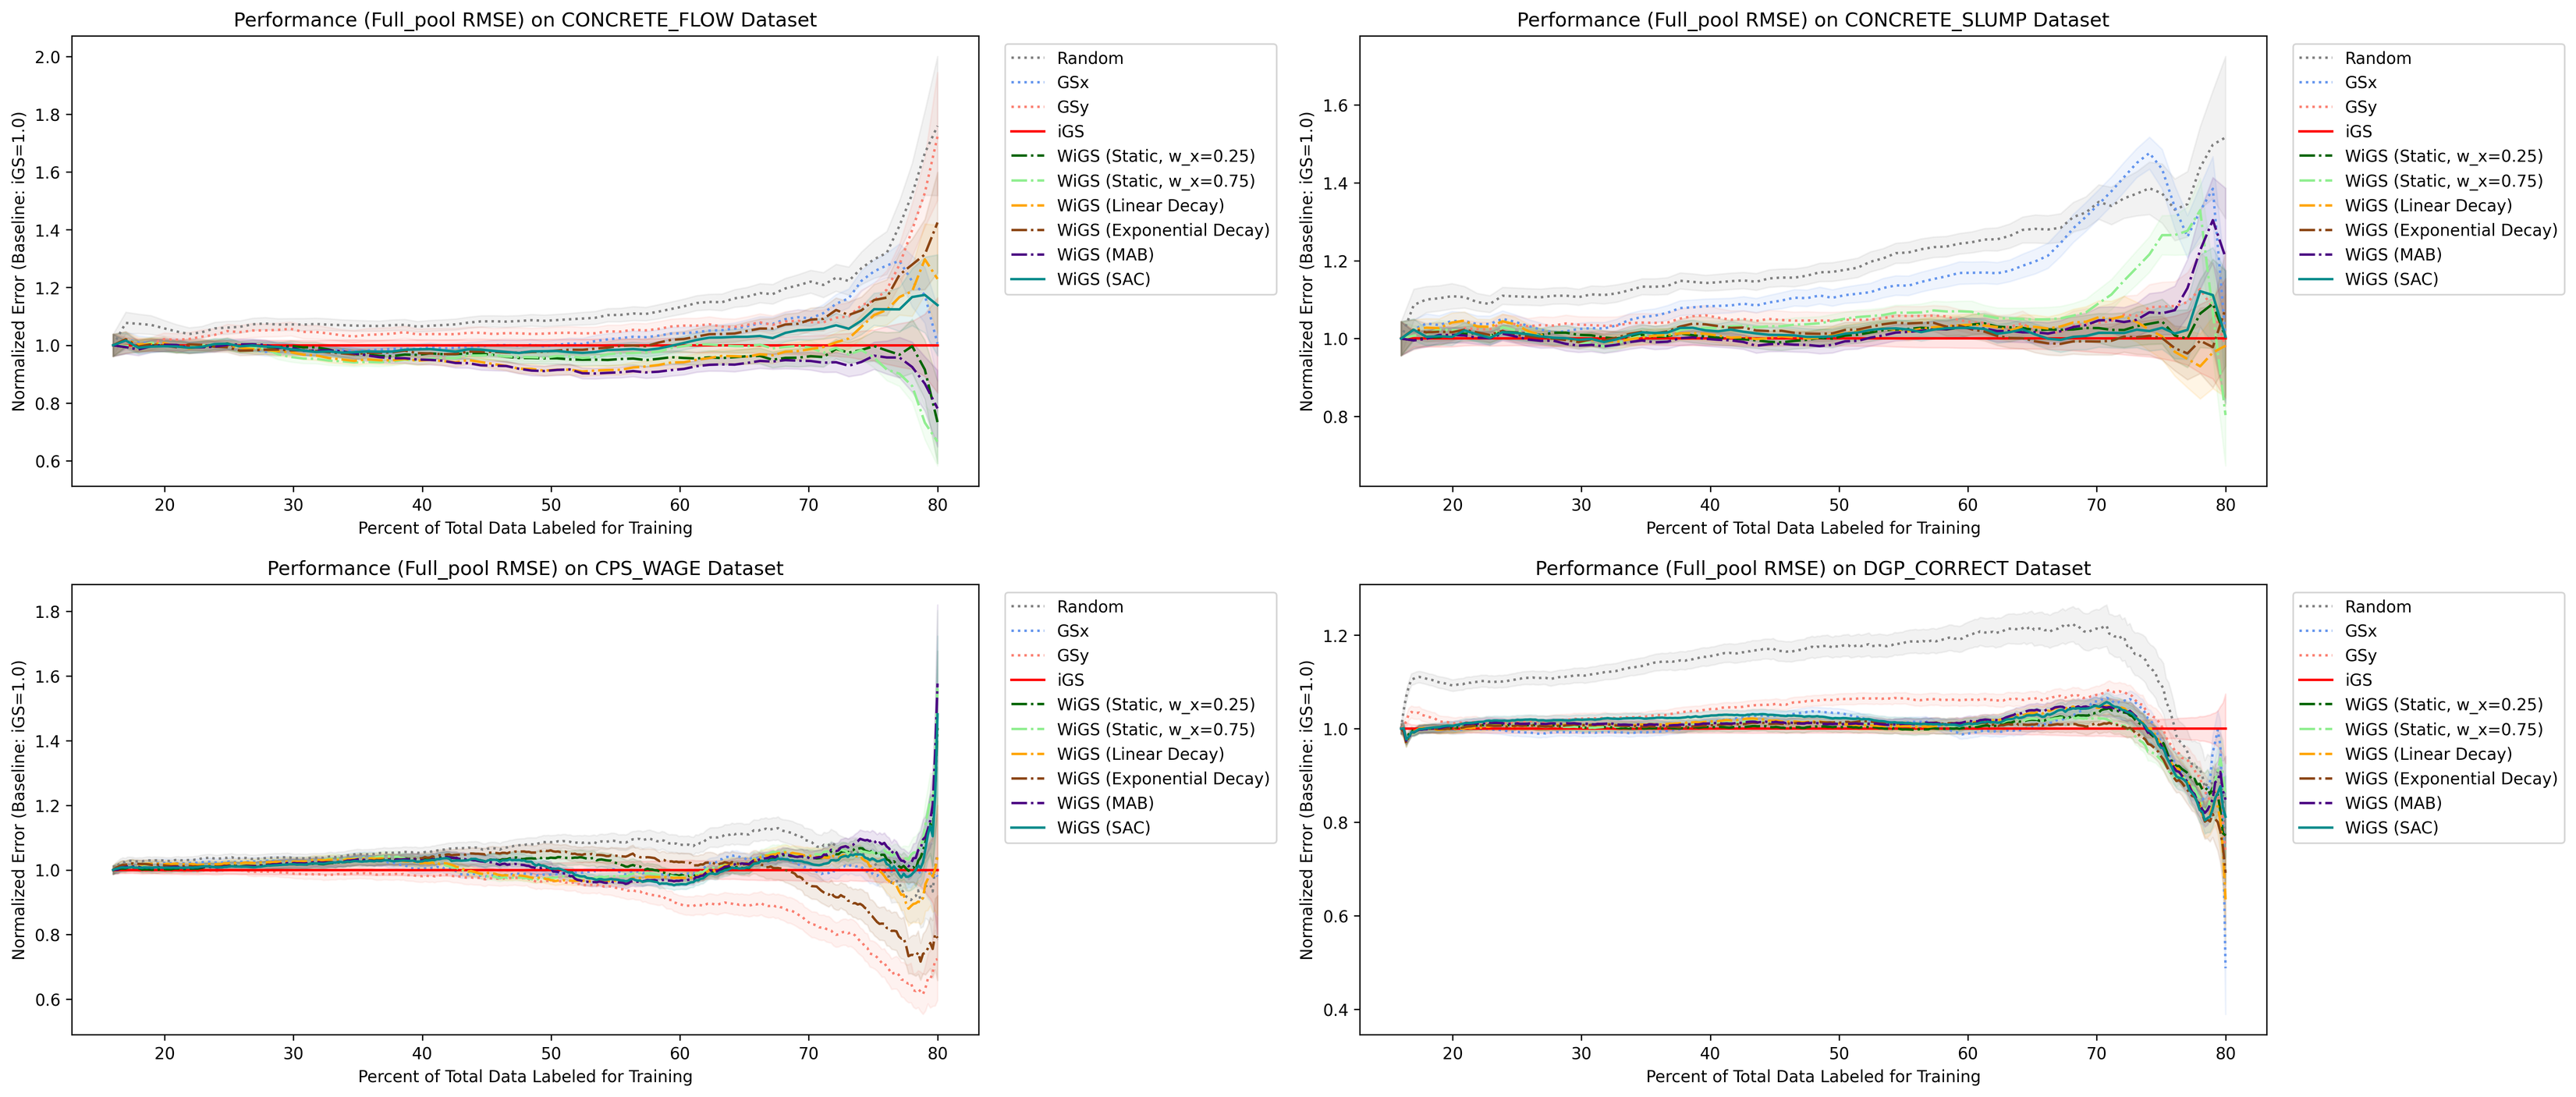 Performance (Full_pool RMSE) on CONCRETE_FLOW Dataset
Normalized Error (Baseline: iGS=1.0)
2.0
1.8
1.6
1.4
1.2
1.0
0.8
0.6
20 30 40 50 60 70 80
Percent of Total Data Labeled for Training
Random
GSx
GSy
iGS
WiGS (Static, w_x=0.25)
WiGS (Static, w_x=0.75)
WiGS (Linear Decay)
WiGS (Exponential Decay)
WiGS (MAB)
WiGS (SAC)
Performance (Full_pool RMSE) on CONCRETE_SLUMP Dataset
Normalized Error (Baseline: iGS=1.0)
1.6
1.4
1.2
1.0
0.8
20 30 40 50 60 70 80
Percent of Total Data Labeled for Training
Random
GSx
GSy
iGS
WiGS (Static, w_x=0.25)
WiGS (Static, w_x=0.75)
WiGS (Linear Decay)
WiGS (Exponential Decay)
WiGS (MAB)
WiGS (SAC)
Performance (Full_pool RMSE) on CPS_WAGE Dataset
Normalized Error (Baseline: iGS=1.0)
1.8
1.6
1.4
1.2
1.0
0.8
0.6
20 30 40 50 60 70 80
Percent of Total Data Labeled for Training
Random
GSx
GSy
iGS
WiGS (Static, w_x=0.25)
WiGS (Static, w_x=0.75)
WiGS (Linear Decay)
WiGS (Exponential Decay)
WiGS (MAB)
WiGS (SAC)
Performance (Full_pool RMSE) on DGP_CORRECT Dataset
Normalized Error (Baseline: iGS=1.0)
1.2
1.0
0.8
0.6
0.4
20 30 40 50 60 70 80
Percent of Total Data Labeled for Training
Random
GSx
GSy
iGS
WiGS (Static, w_x=0.25)
WiGS (Static, w_x=0.75)
WiGS (Linear Decay)
WiGS (Exponential Decay)
WiGS (MAB)
WiGS (SAC)